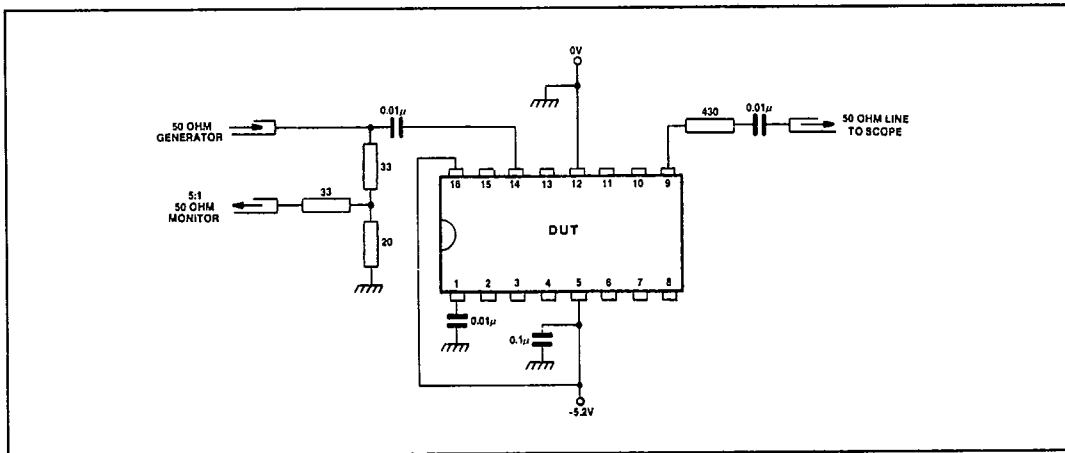 0V
0.01μ
430
0.01μ
50 OHM
GENERATOR
50 OHM LINE
TO SCOPE
33
16 15 14 13 12 11 10 9
5:1
50 OHM
MONITOR
33
20
DUT
1 2 3 4 5 6 7 8
0.01μ
0.1μ
-5.2V